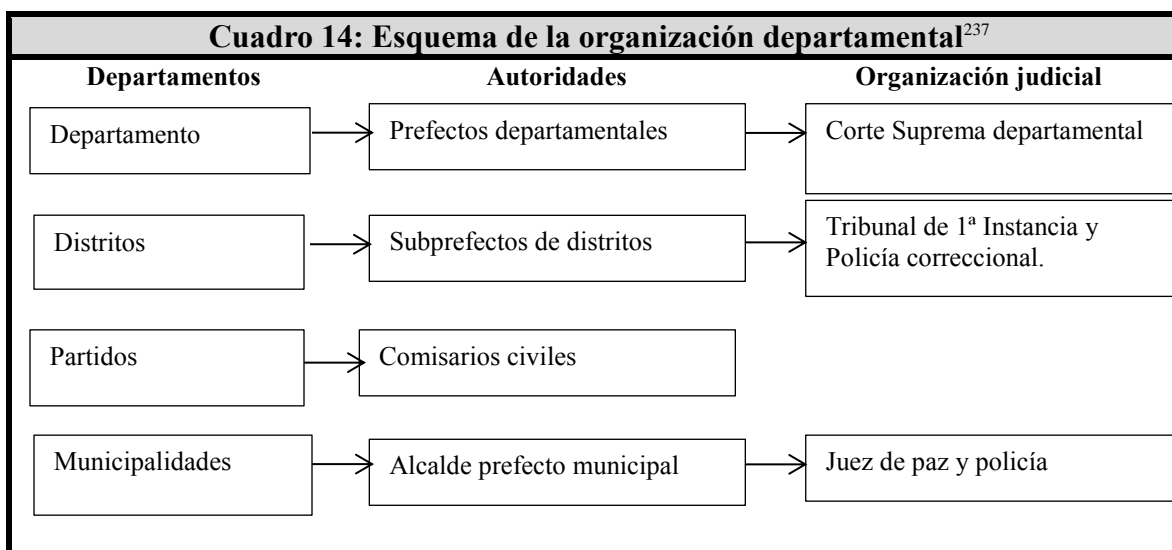 Cuadro 14: Esquema de la organización departamental237
Departamentos Autoridades Organización judicial
Departamento Prefectos departamentales Corte Suprema departamental
Distritos Subprefectos de distritos Tribunal de 1ª Instancia y
Policía correccional.
Partidos Comisarios civiles
Municipalidades Alcalde prefecto municipal Juez de paz y policía